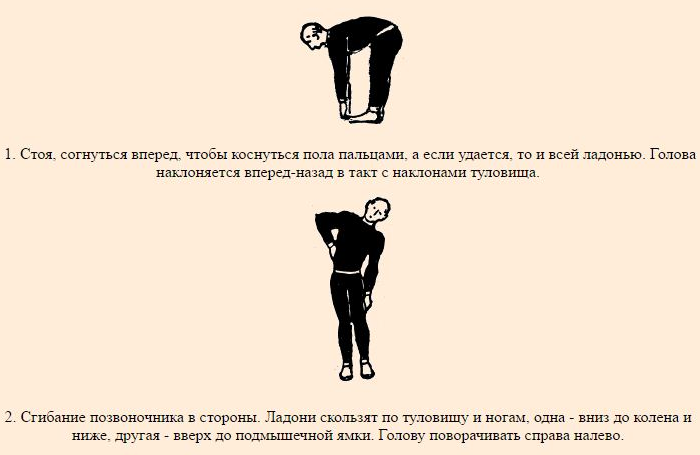 1. Стоя, согнуться вперед, чтобы коснуться пола пальцами, а если удается, то и всей ладонью. Голова
наклоняется вперед-назад в такт с наклонами туловища.
2. Сгибание позвоночника в стороны. Ладони скользят по туловищу и ногам, одна - вниз до колена и
ниже, другая - вверх до подмышечной ямки. Голову поворачивать справа налево.